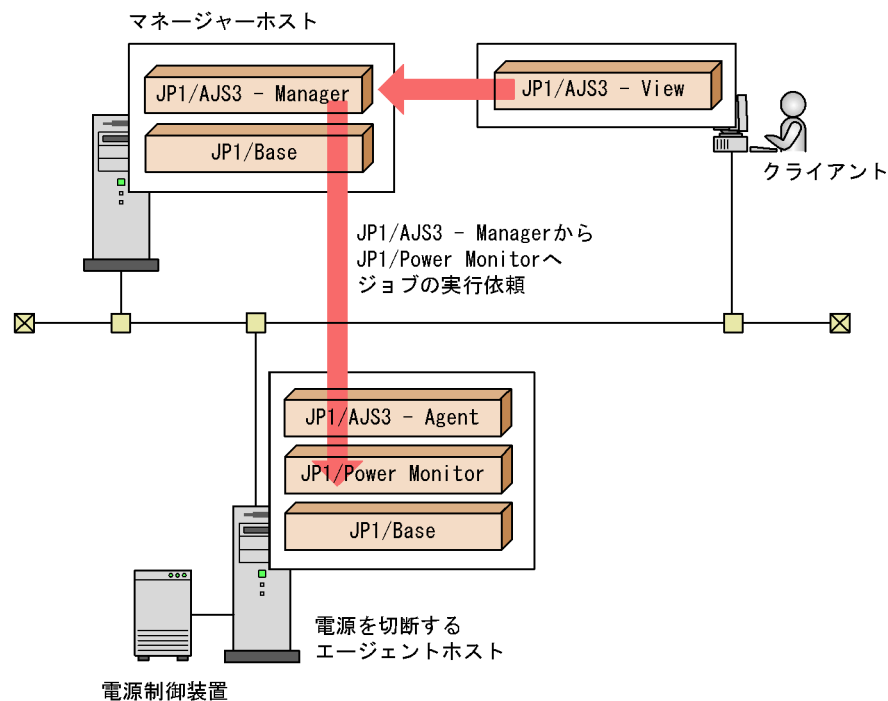 マネージャーホスト
JP1/AJS3 - Manager
JP1/AJS3 - View
JP1/Base
クライアント
JP1/AJS3 - Managerから
JP1/Power Monitorへ
ジョブの実行依頼
JP1/AJS3 - Agent
JP1/Power Monitor
JP1/Base
電源を切断する
エージェントホスト
電源制御装置